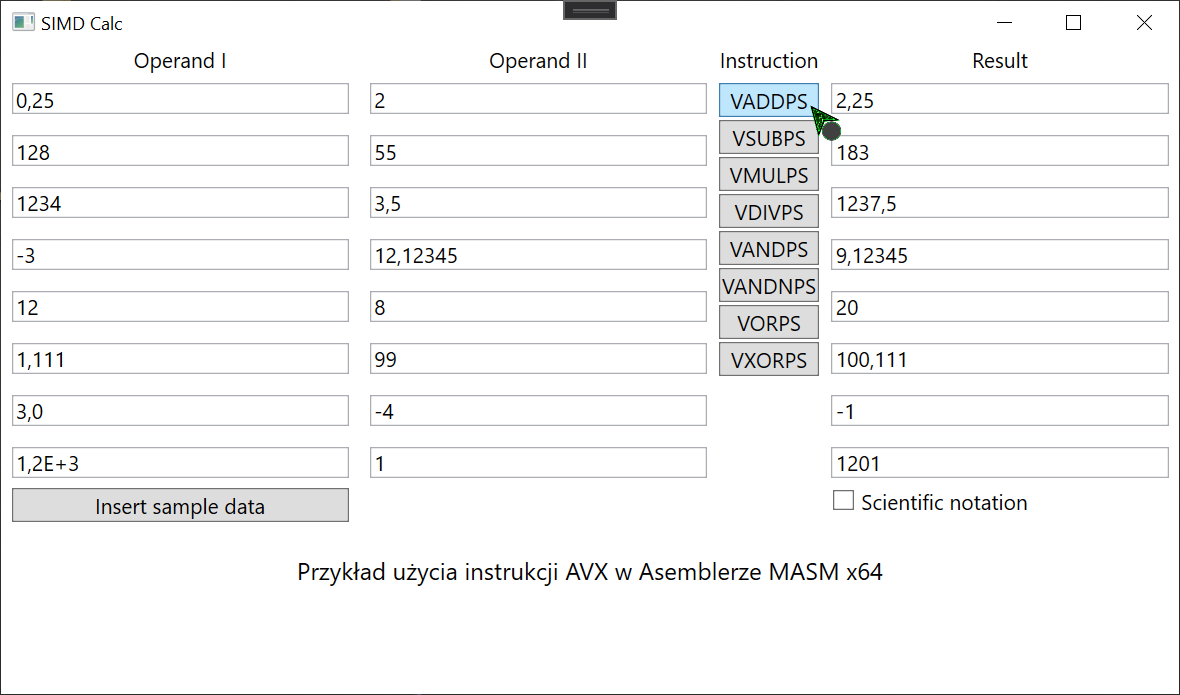 SIMD Calc
Operand I Operand II Instruction Result
0,25 2 VADDPS 2,25
VSUBPS
128 55 183
VMULPS
1234 3,5 VDIVPS 1237,5
-3 12,12345 VANDPS 9,12345
VANDNPS
12 8 20
VORPS
1,111 99 VXORPS 100,111
3,0 -4 -1
1,2E+3 1 1201
Insert sample data Scientific notation
Przykład użycia instrukcji AVX w Asemblerze MASM x64